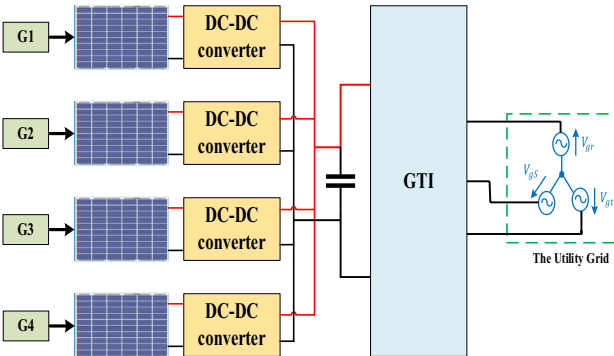 G1
DC-DC
converter
G2
DC-DC
converter
G3
DC-DC
converter
G4
DC-DC
converter
GTI
V_gr
V_gS
V_gt
The Utility Grid